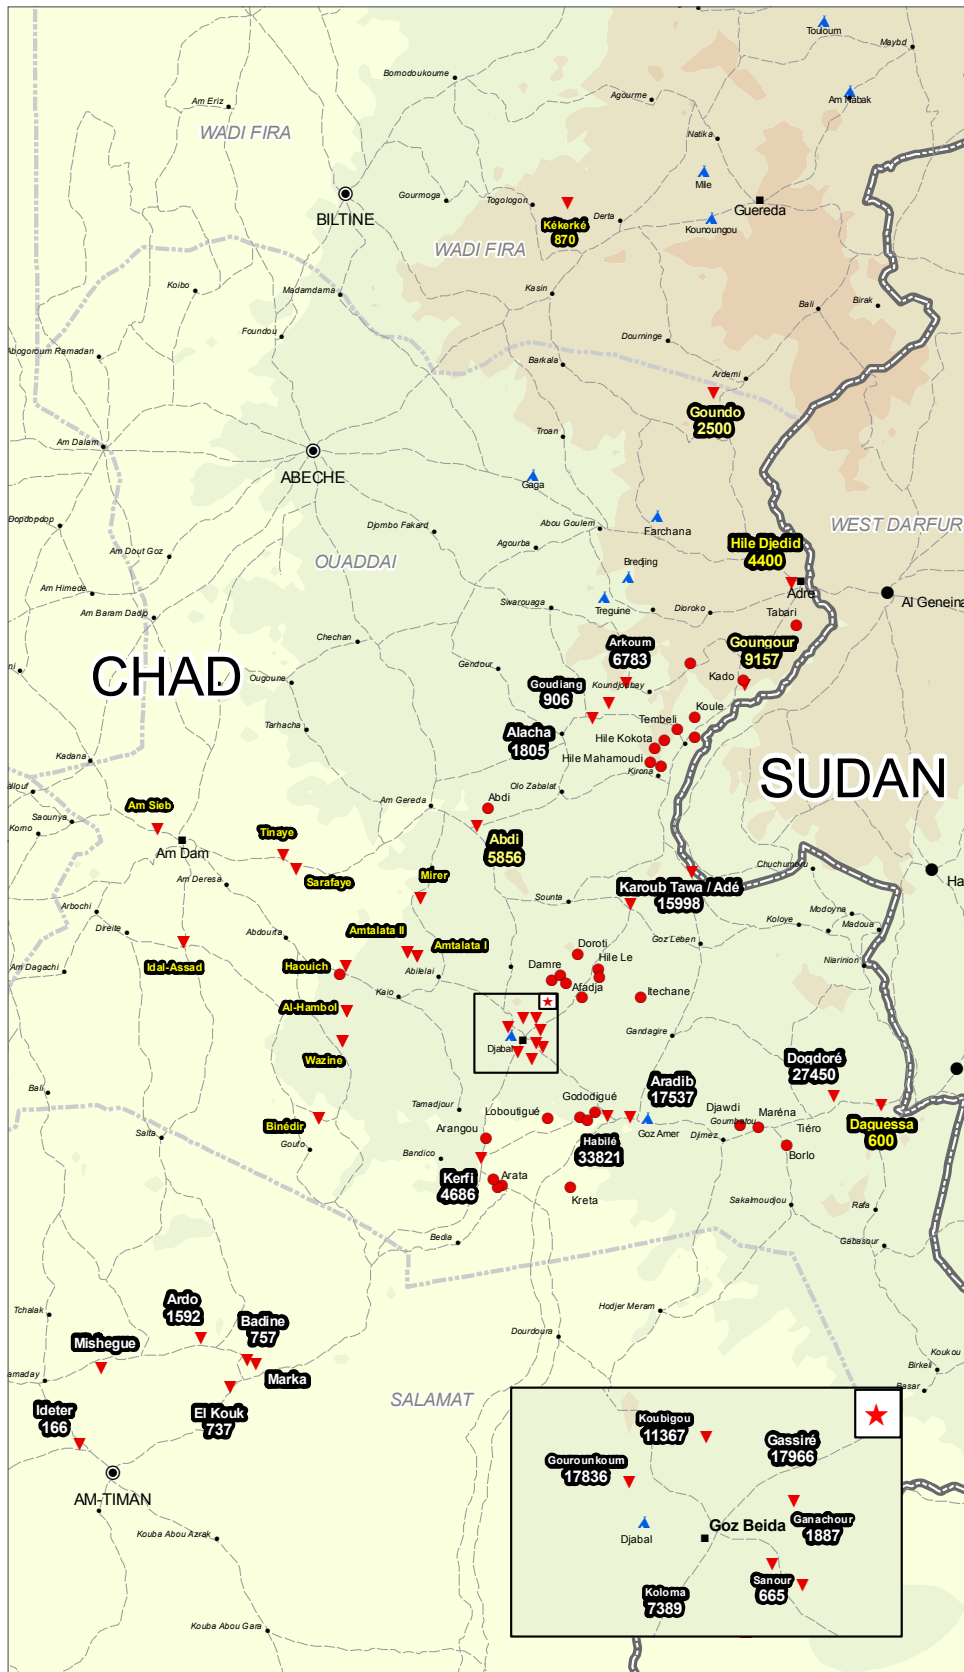 Touloum
Maybd
Bomodoukoume
Am Eriz
Agourme
Am Nabak
WADI FIRA
Natika
Mile
BILTINE
Gourmoga
Togologon
Kékerké
870
Derta
Guereda
Kounoungou
WADI FIRA
Koibo
Madamdama
Kasin
Bali
Birak
Foundou
Abogoroum Ramadan
Dourninge
Barkala
Ardemi
Goundo
2500
Am Dalam
Troan
ABECHE
Gaga
Dopdopdop
Djombo Fakard
Abou Goulem
Farchana
WEST DARFUR
Am Dout Goz
Agourba
Hile Djedid
4400
OUADDAI
Bredjing
Adre
Am Himede
Treguine
Al Geneina
Am Baram Dadjo
Swarouaga
Dioroko
Tabari
Chechan
Arkoum
6783
Goungour
9157
CHAD
Gendour
Ougoune
Goudiang
906
Koundjourbay
Kado
Tarhacha
Alacha
1805
Tembeli
Koule
Hile Kokota
Kadana
Hile Mahamoudi
Kirona
SUDAN
allouf
Olo Zabalat
Am Sieb
Saounya
Komo
Am Gereda
Abdi
Am Dam
Tinaye
Abdi
5856
Sarafaye
Chuchumeru
Am Deresa
Mirer
Karoub Tawa / Adé
15998
Ha
Arbochi
Sounta
Modoyna
Direite
Abdourta
Amtalata II
Amtalata I
Koloye
Madoua
Goz Leben
Idal-Assad
Am Dagachi
Haouich
Abilelai
Damre
Doroti
Hile Le
Niarinion
Kaio
Afadja
Itechane
Al-Hambol
Djabal
Gandagire
Wazine
Dogdoré
27450
Bali
Aradib
17537
Tamadjour
Loboutigué
Gododigué
Djawdi
Goumbatou
Maréna
Daguessa
600
Binédir
Salta
Arangou
Habilé
33821
Goz Amer
Djimez
Tiéro
Goufo
Bandico
Borlo
Kerfi
4686
Arata
Kreta
Sakalmoudjou
Rafa
Bedia
Gabasour
Tchalak
Ardo
1592
Badine
757
Hodjer Meram
Mishegue
Dourdoura
Koukou
amaday
Marka
Birkeli
Basar
Ideter
166
El Kouk
737
SALAMAT
Koubigou
11367
Gassiré
17966
Gourounkoum
17836
AM-TIMAN
Ganachour
1887
Goz Beida
Djabal
Kouba Abou Azrak
Sanour
665
Koloma
7389
Kouba Abou Gara